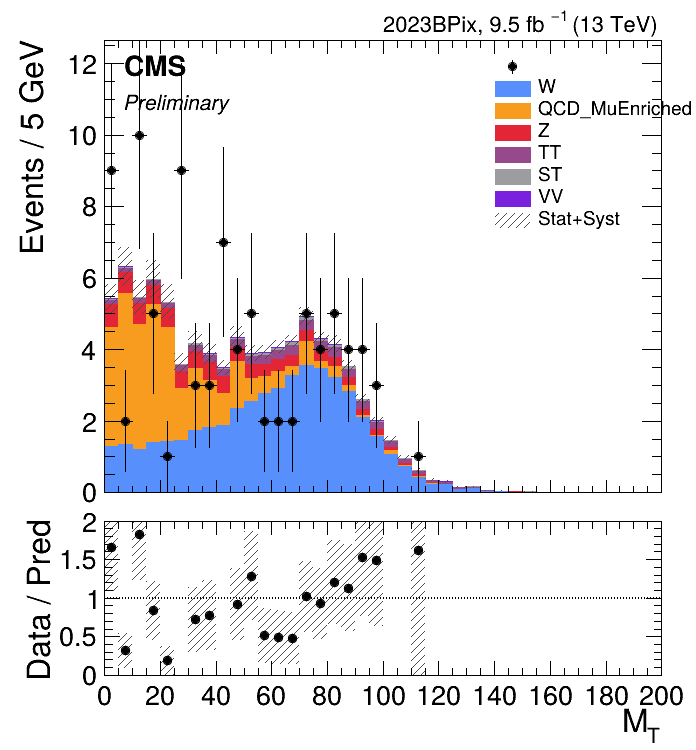 2023BPix, 9.5 fb⁻¹ (13 TeV)
Events / 5 GeV
12
10
8
6
4
2
0
CMS
Preliminary
W
QCD_MuEnriched
Z
TT
ST
VV
Stat+Syst
Data / Pred
2
1.5
1
0.5
0
0 20 40 60 80 100 120 140 160 180 200
M_T